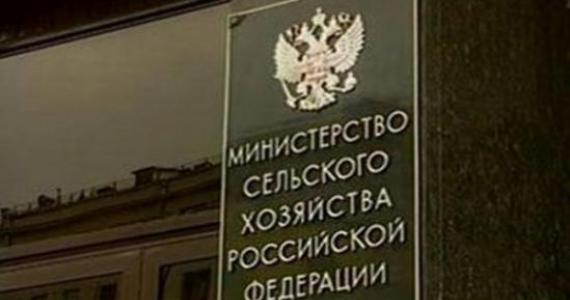 МИНИСТЕРСТВО
СЕЛЬСКОГО
ХОЗЯЙСТВА
РОССИЙСКОЙ
ФЕДЕРАЦИИ